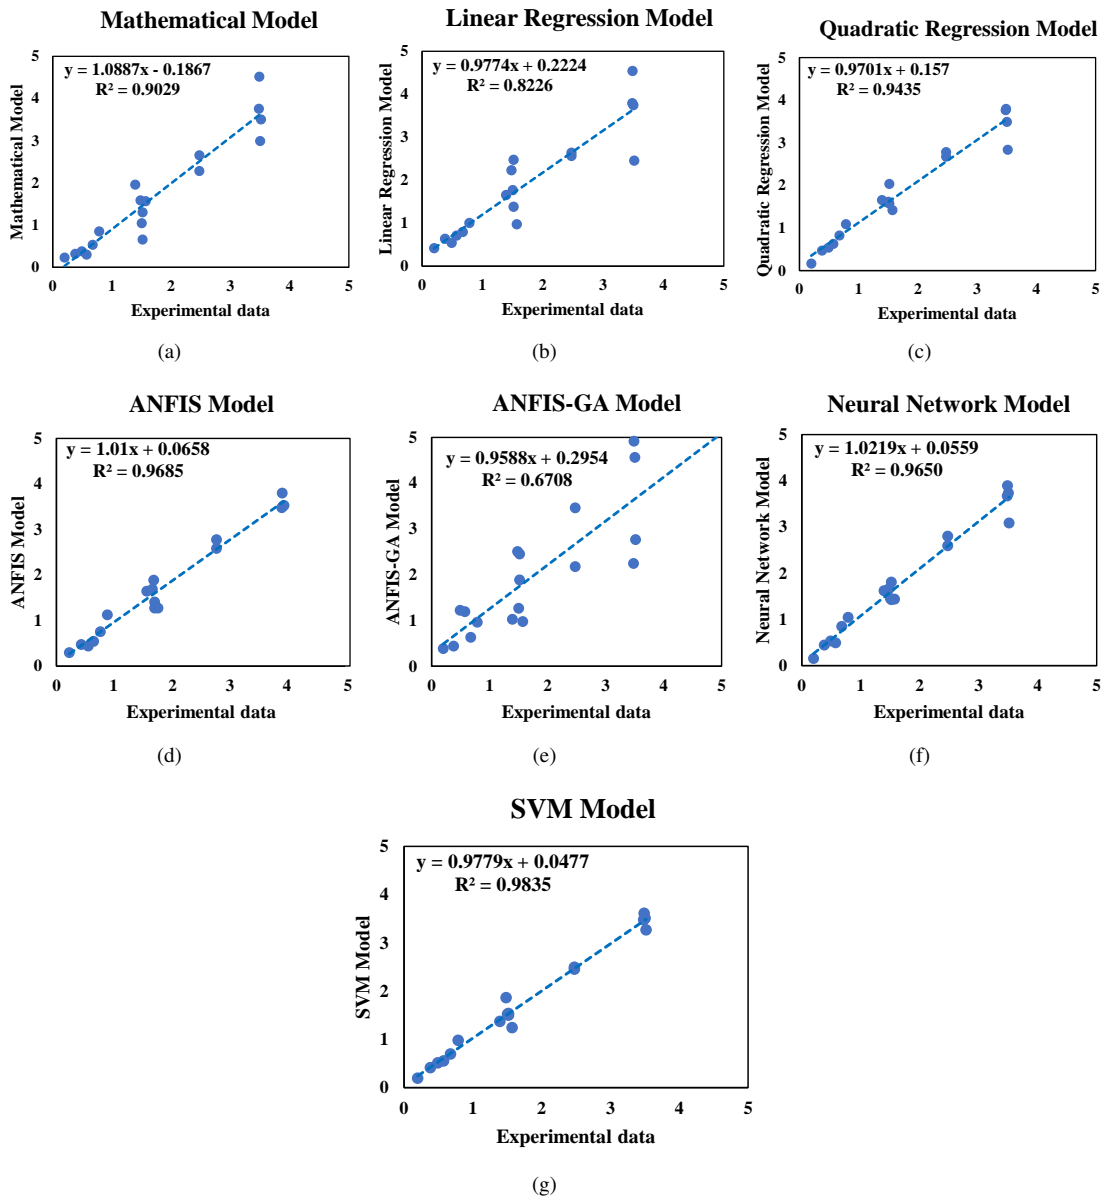 Mathematical Model
y = 1.0887x - 0.1867
R² = 0.9029
Mathematical Model
5
4
3
2
1
0
0 1 2 3 4 5
Experimental data
(a)
Linear Regression Model
y = 0.9774x + 0.2224
R² = 0.8226
Linear Regression Model
5
4
3
2
1
0
0 1 2 3 4 5
Experimental data
(b)
Quadratic Regression Model
y = 0.9701x + 0.157
R² = 0.9435
Quadratic Regression Model
5
4
3
2
1
0
0 1 2 3 4 5
Experimental data
(c)
ANFIS Model
y = 1.01x + 0.0658
R² = 0.9685
ANFIS Model
5
4
3
2
1
0
0 1 2 3 4 5
Experimental data
(d)
ANFIS-GA Model
y = 0.9588x + 0.2954
R² = 0.6708
ANFIS-GA Model
5
4
3
2
1
0
0 1 2 3 4 5
Experimental data
(e)
Neural Network Model
y = 1.0219x + 0.0559
R² = 0.9650
Neural Network Model
5
4
3
2
1
0
0 1 2 3 4 5
Experimental data
(f)
SVM Model
y = 0.9779x + 0.0477
R² = 0.9835
SVM Model
5
4
3
2
1
0
0 1 2 3 4 5
Experimental data
(g)